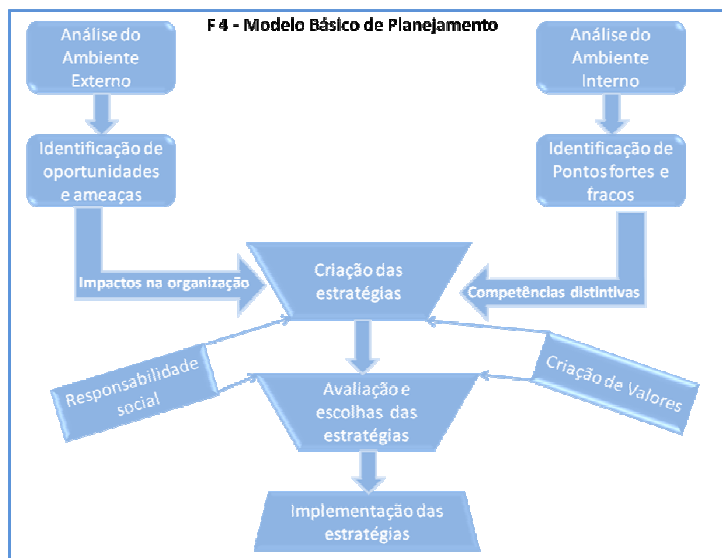 F 4 - Modelo Básico de Planejamento
Análise do
Ambiente
Externo
Análise do
Ambiente
Interno
Identificação de
oportunidades
e ameaças
Identificação de
Pontos fortes e
fracos
Impactos na organização
Criação das
estratégias
Competências distintivas
Responsabilidade
social
Avaliação e
escolhas das
estratégias
Criação de Valores
Implementação das
estratégias